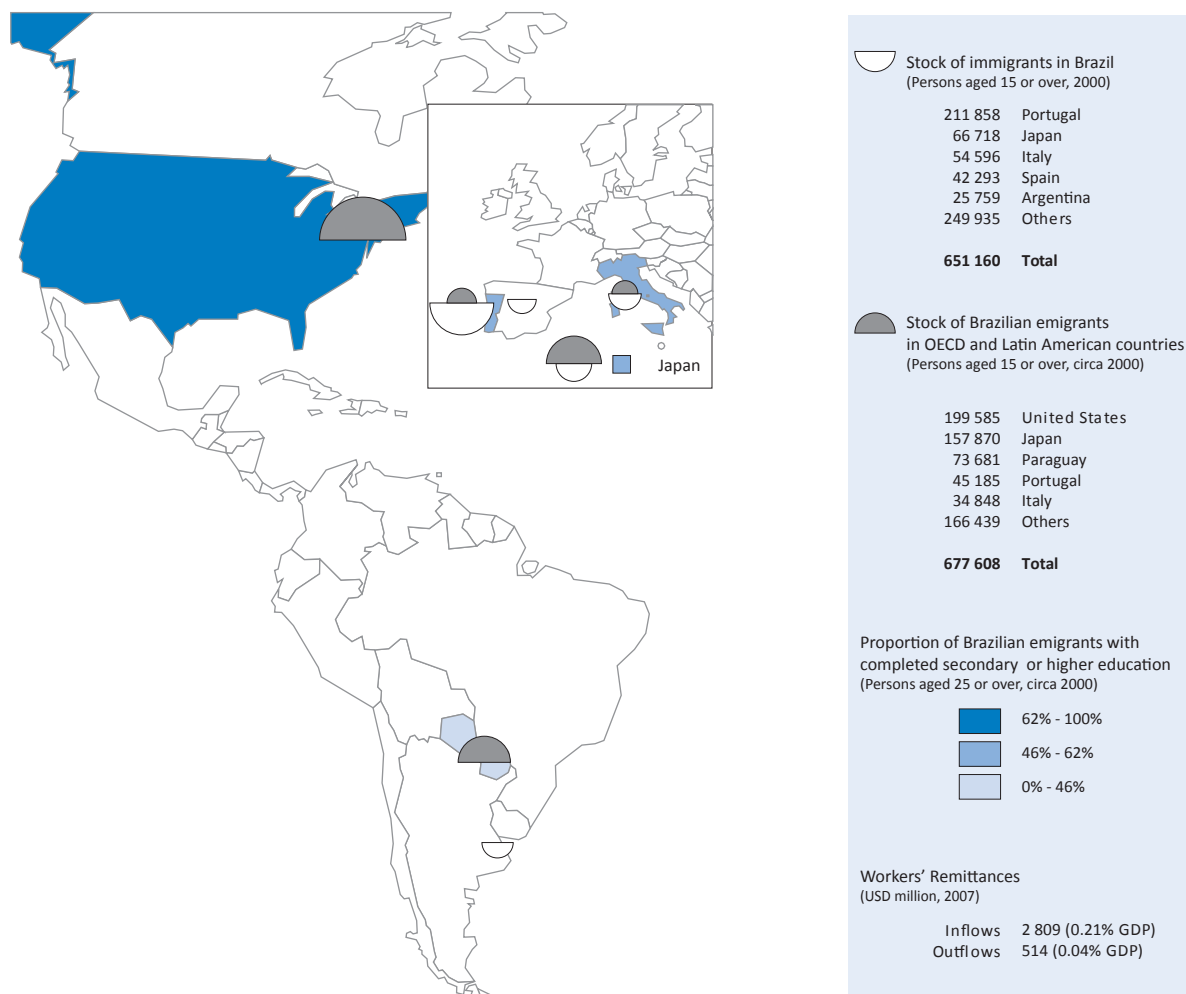 Japan
Stock of immigrants in Brazil
(Persons aged 15 or over, 2000)
211 858 Portugal
66 718 Japan
54 596 Italy
42 293 Spain
25 759 Argentina
249 935 Others
651 160 Total
Stock of Brazilian emigrants
in OECD and Latin American countries
(Persons aged 15 or over, circa 2000)
199 585 United States
157 870 Japan
73 681 Paraguay
45 185 Portugal
34 848 Italy
166 439 Others
677 608 Total
Proportion of Brazilian emigrants with
completed secondary or higher education
(Persons aged 25 or over, circa 2000)
62% - 100%
46% - 62%
0% - 46%
Workers' Remittances
(USD million, 2007)
Inflows 2 809 (0.21% GDP)
Outflows 514 (0.04% GDP)